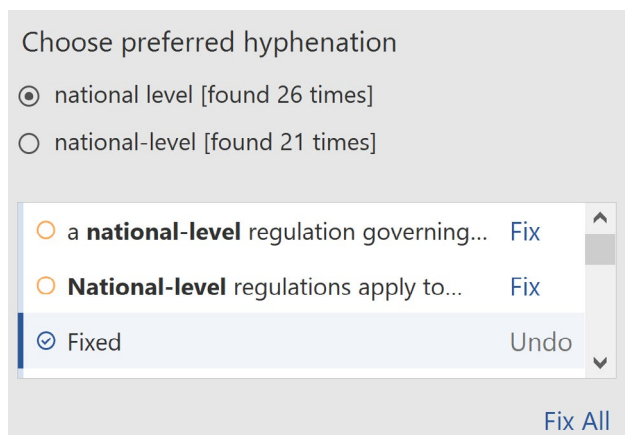 Choose preferred hyphenation
national level [found 26 times]
national-level [found 21 times]
a national-level regulation governing... Fix
National-level regulations apply to... Fix
Fixed Undo
Fix All